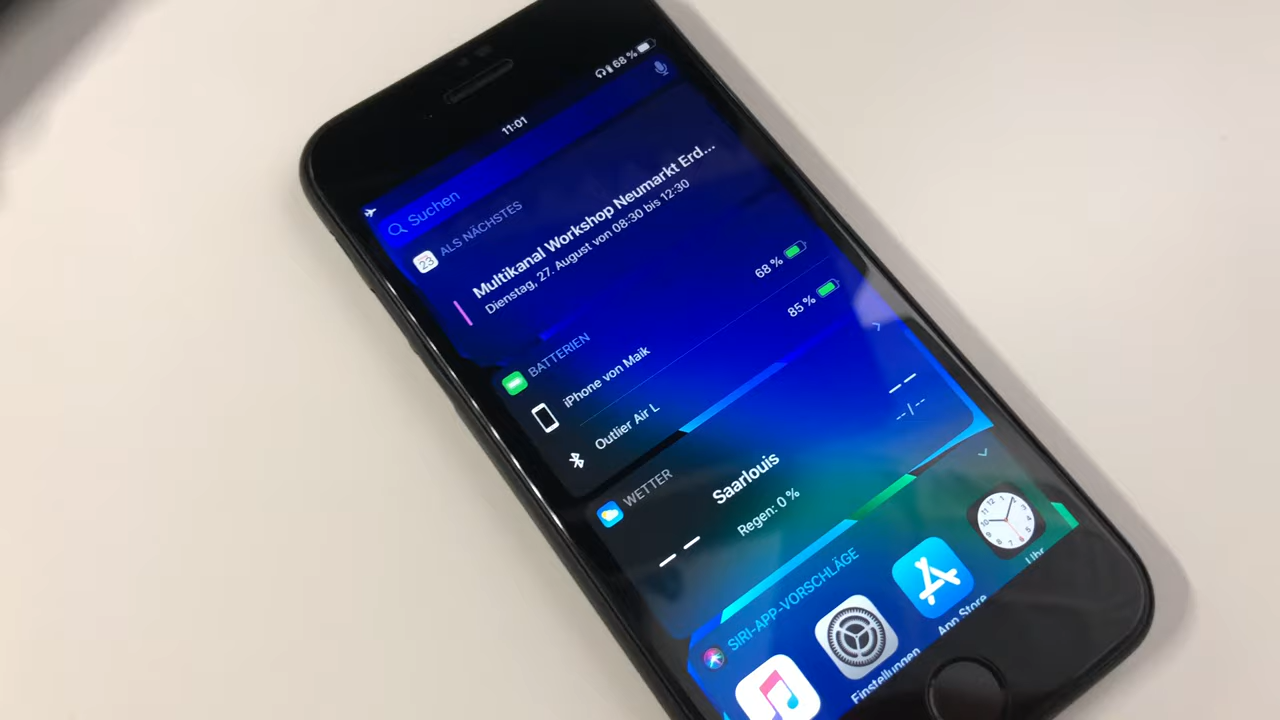 68 %
11:01
Suchen
23
ALS NÄCHSTES
Multikanal Workshop Neumarkt Erd...
Dienstag, 27. August von 08:30 bis 12:30
BATTERIEN
iPhone von Maik
68 %
Outlier Air L
85 %
WETTER
Saarlouis
Regen: 0 %
-- 
--/--
SIRI-APP-VORSCHLÄGE
Einstellungen
App Store
Uhr